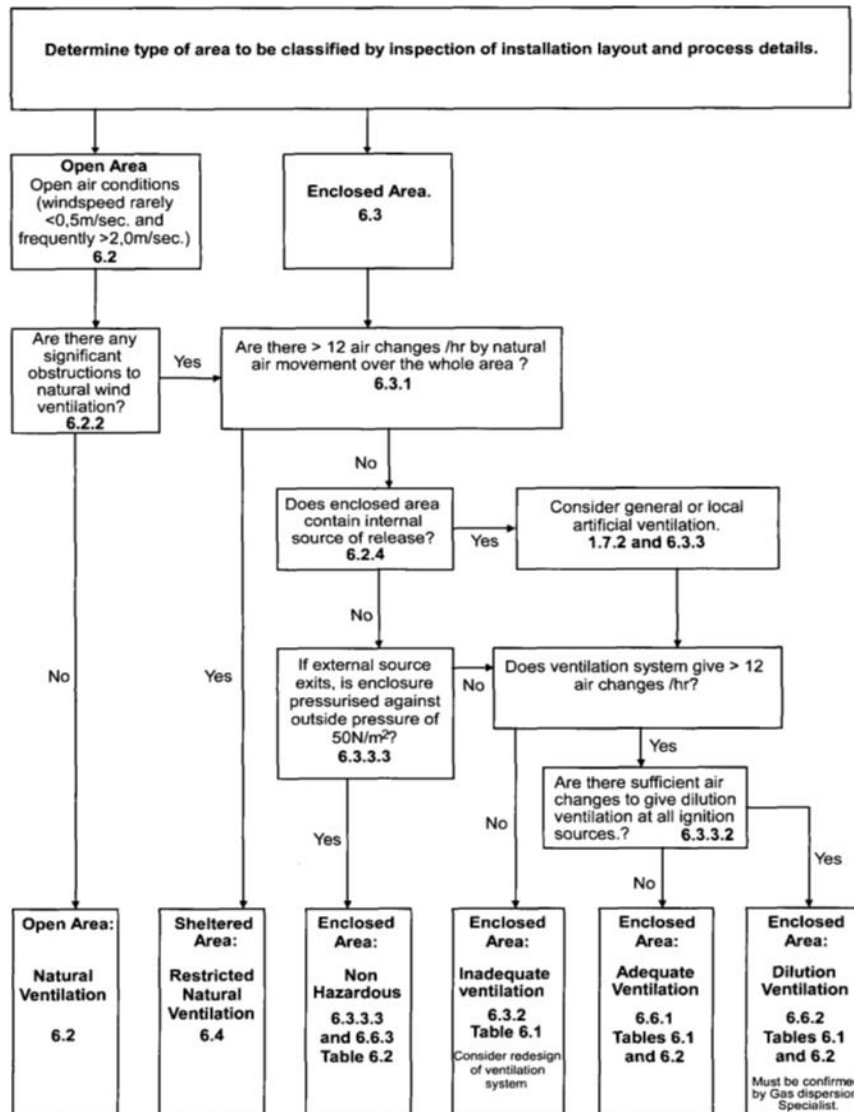 Determine type of area to be classified by inspection of installation layout and process details.
Open Area
Open air conditions
(windspeed rarely
<0,5m/sec. and
frequently >2,0m/sec.)
6.2
Enclosed Area.
6.3
Are there any
significant
obstructions to
natural wind
ventilation?
6.2.2
Yes
Are there > 12 air changes /hr by natural
air movement over the whole area ?
6.3.1
No
Does enclosed area
contain internal
source of release?
6.2.4
Yes
Consider general or local
artificial ventilation.
1.7.2 and 6.3.3
No
No
Yes
If external source
exits, is enclosure
pressurised against
outside pressure of
50N/m²?
6.3.3.3
No
Does ventilation system give > 12
air changes /hr?
Yes
Are there sufficient air
changes to give dilution
ventilation at all ignition
sources.? 6.3.3.2
Yes
No
No
Yes
Open Area:
Natural
Ventilation
6.2
Sheltered
Area:
Restricted
Natural
Ventilation
6.4
Enclosed
Area:
Non
Hazardous
6.3.3.3
and 6.6.3
Table 6.2
Enclosed
Area:
Inadequate
ventilation
6.3.2
Table 6.1
Consider redesign
of ventilation
system
Enclosed
Area:
Adequate
Ventilation
6.6.1
Tables 6.1
and 6.2
Enclosed
Area:
Dilution
Ventilation
6.6.2
Tables 6.1
and 6.2
Must be confirmed
by Gas dispersion
Specialist.